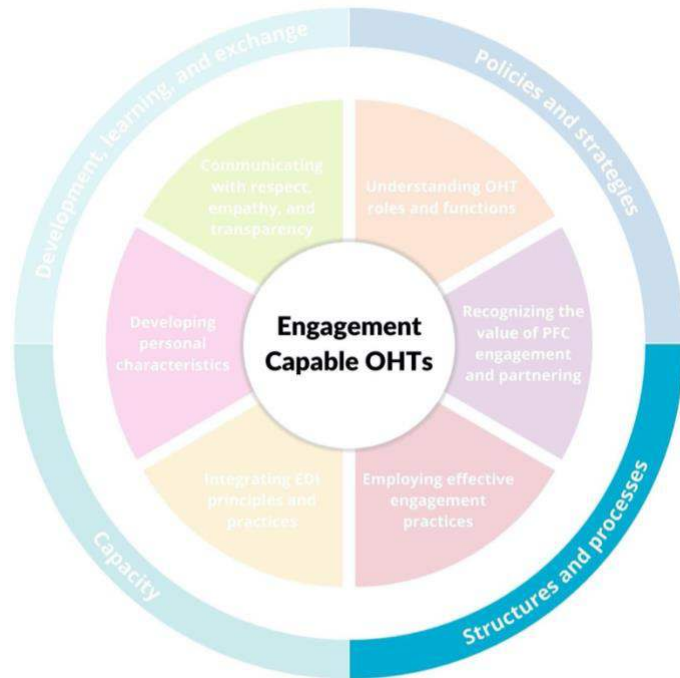 Development, learning, and exchange
Policies and strategies
Communicating
with respect,
empathy, and
transparency
Understanding OHT
roles and functions
Developing
personal
characteristics
Engagement
Capable OHTs
Recognizing the
value of PFC
engagement
and partnering
Integrating EDI
principles and
practices
Employing effective
engagement
practices
Capacity
Structures and processes